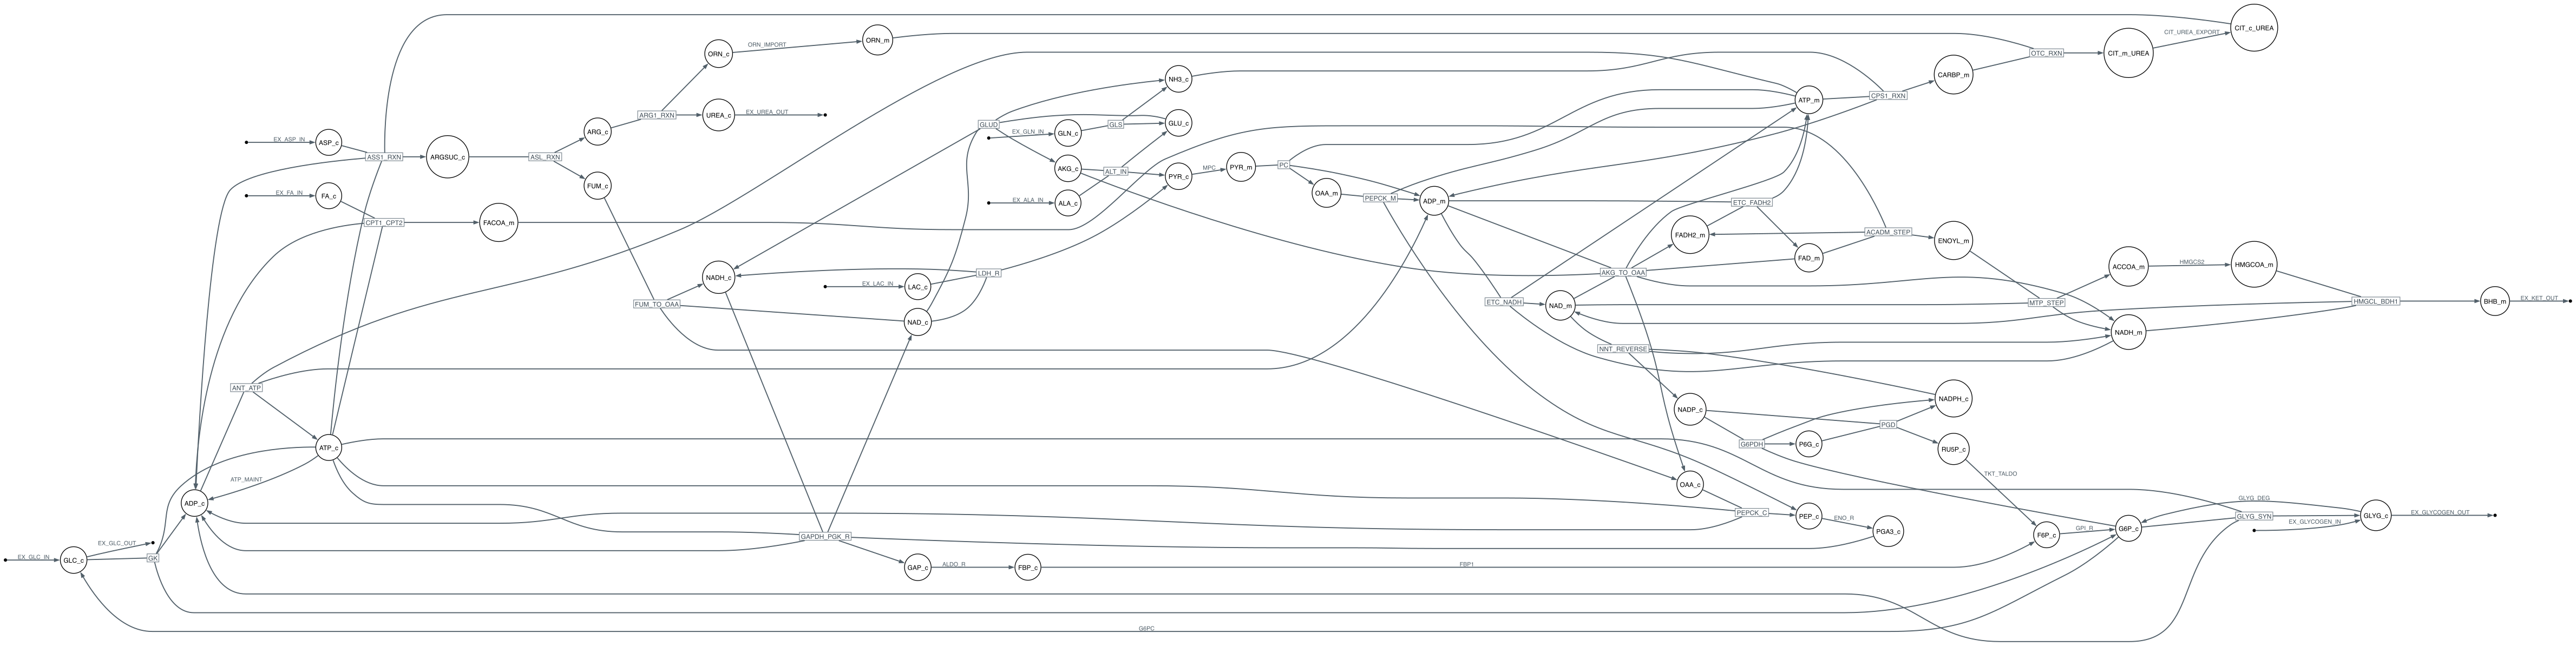 CIT_c_UREA
CIT_UREA_EXPORT
ORN_IMPORT
ORN_m
ORN_c
OTC_RXN
CIT_m_UREA
NH3_c
CARBP_m
CPS1_RXN
ATP_m
ARG1_RXN
UREA_c
EX_UREA_OUT
GLUD
GLS
GLU_c
EX_GLN_IN
GLN_c
ARG_c
EX_ASP_IN
ASP_c
ASS1_RXN
ARGSUC_c
ASL_RXN
AKG_c
ALT_IN
PYR_c
MPC
PYR_m
PC
FUM_c
EX_FA_IN
FA_c
EX_ALA_IN
ALA_c
OAA_m
PEPCK_M
ADP_m
ETC_FADH2
CPT1_CPT2
FACOA_m
FADH2_m
ACADM_STEP
ENOYL_m
FAD_m
ACCOA_m
HMGCS2
HMGCOA_m
NADH_c
LDH_R
AKG_TO_OAA
EX_LAC_IN
LAC_c
FUM_TO_OAA
ETC_NADH
NAD_m
MTP_STEP
HMGCL_BDH1
BHB_m
EX_KET_OUT
NAD_c
NADH_m
NNT_REVERSE
ANT_ATP
NADPH_c
NADP_c
PGD
G6PDH
P6G_c
RU5P_c
ATP_c
ATP_MAINT
TKT_TALDO
OAA_c
ADP_c
GLYG_DEG
PEPCK_C
PEP_c
ENO_R
GLYG_SYN
GLYG_c
EX_GLYCOGEN_OUT
EX_GLYCOGEN_IN
PGA3_c
F6P_c
GPI_R
G6P_c
GAPDH_PGK_R
EX_GLC_OUT
EX_GLC_IN
GLC_c
GK
GAP_c
ALDO_R
FBP_c
FBP1
G6PC